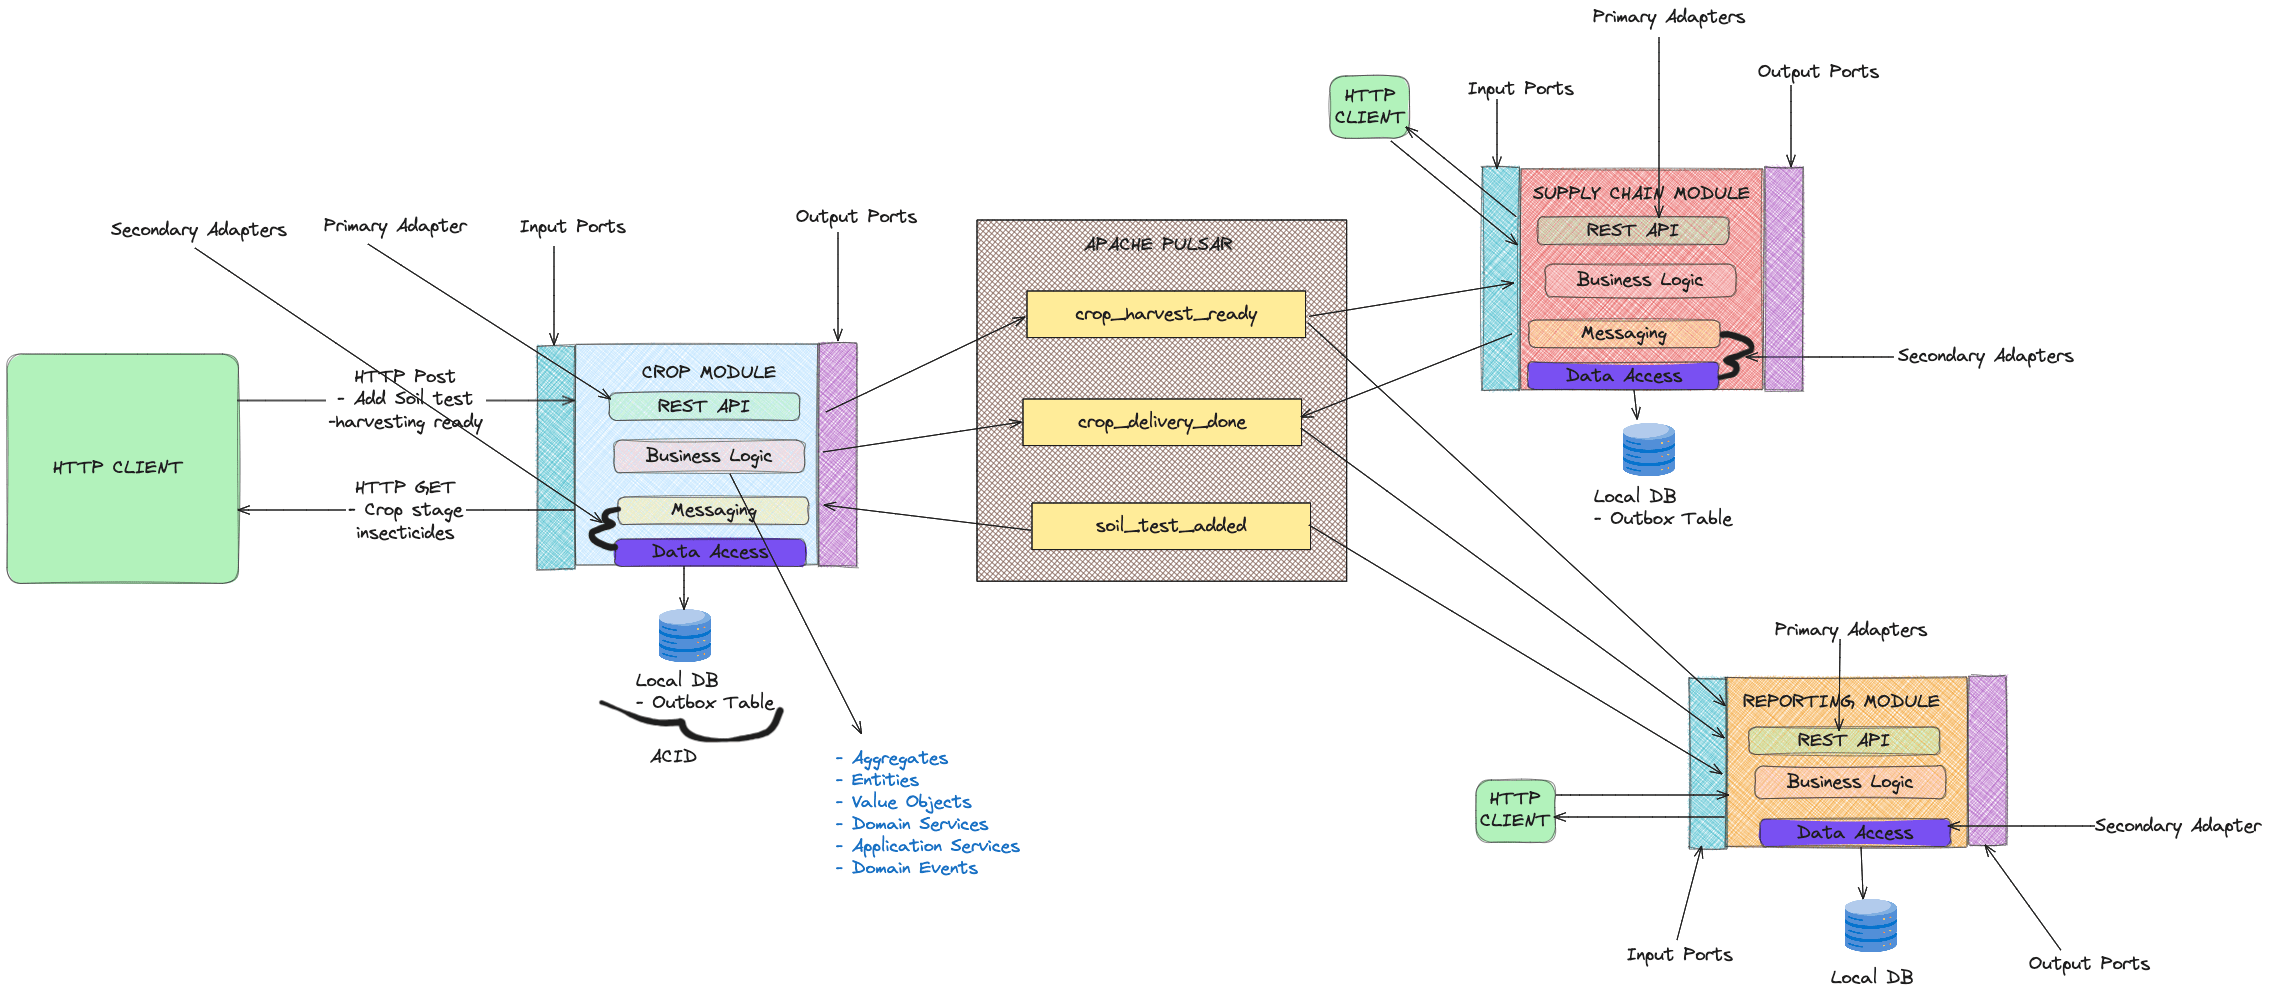 Primary Adapters
Output Ports
Input Ports
HTTP
CLIENT
SUPPLY CHAIN MODULE
REST API
Business Logic
Messaging
Data Access
Secondary Adapters
Local DB
- Outbox Table
Secondary Adapters
Primary Adapter
Input Ports
Output Ports
HTTP CLIENT
HTTP Post
- Add Soil test
-harvesting ready
HTTP GET
- Crop stage
insecticides
CROP MODULE
REST API
Business Logic
Messaging
Data Access
Local DB
- Outbox Table
ACID
- Aggregates
- Entities
- Value Objects
- Domain Services
- Application Services
- Domain Events
APACHE PULSAR
crop_harvest_ready
crop_delivery_done
soil_test_added
Primary Adapters
REPORTING MODULE
REST API
Business Logic
Data Access
HTTP
CLIENT
Secondary Adapter
Input Ports
Output Ports
Local DB